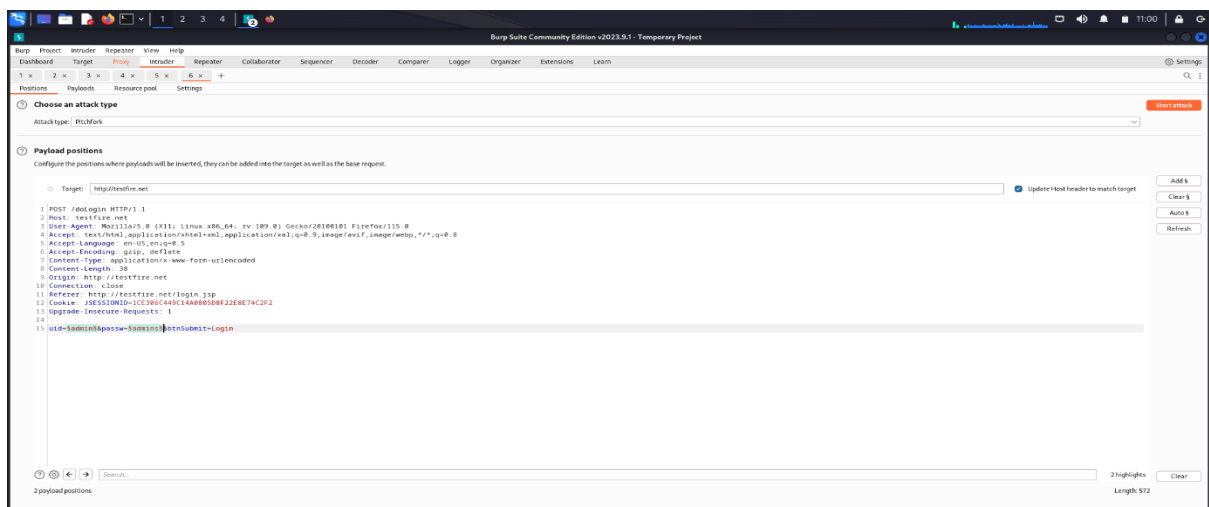 1 2 3 4 2 11:00
Burp Suite Community Edition v2023.9.1 - Temporary Project
Burp Project Intruder Repeater View Help
Dashboard Target Proxy Intruder Repeater Collaborator Sequencer Decoder Comparer Logger Organizer Extensions Learn Settings
1 × 2 × 3 × 4 × 5 × 6 × +
Positions Payloads Resource pool Settings
? Choose an attack type Start attack
Attack type: Pitchfork
? Payload positions
Configure the positions where payloads will be inserted, they can be added into the target as well as the base request.
Target: http://testfire.net Update Host header to match target Add §
Clear §
Auto §
Refresh
1 POST /doLogin HTTP/1.1
2 Host: testfire.net
3 User-Agent: Mozilla/5.0 (X11; Linux x86_64; rv:109.0) Gecko/20100101 Firefox/115.0
4 Accept: text/html,application/xhtml+xml,application/xml;q=0.9,image/avif,image/webp,*/*;q=0.8
5 Accept-Language: en-US,en;q=0.5
6 Accept-Encoding: gzip, deflate
7 Content-Type: application/x-www-form-urlencoded
8 Content-Length: 38
9 Origin: http://testfire.net
10 Connection: close
11 Referer: http://testfire.net/login.jsp
12 Cookie: JSESSIONID=1CE306C449C14A0805D8F22E8E74C2F2
13 Upgrade-Insecure-Requests: 1
14
15 uid=§admin§&passw=§admins§&btnSubmit=Login
? Search... 2 highlights Clear
2 payload positions Length: 572